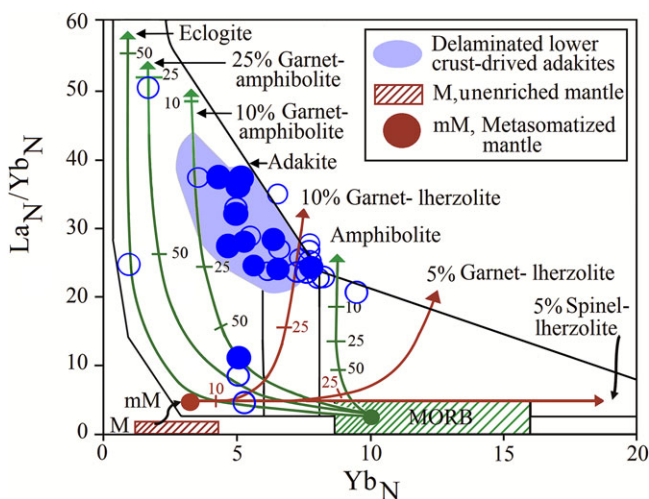 60
50
40
30
20
10
0
La_N/Yb_N
0
5
10
15
20
Yb_N
Eclogite
25% Garnet-
amphibolite
10% Garnet-
amphibolite
Adakite
10% Garnet- lherzolite
Amphibolite
5% Garnet- lherzolite
5% Spinel-
lherzolite
50
25
10
50
25
50
25
10
25
50
10
25
mM
M
MORB
Delaminated lower
crust-drived adakites
M,unenriched mantle
mM, Metasomatized
mantle